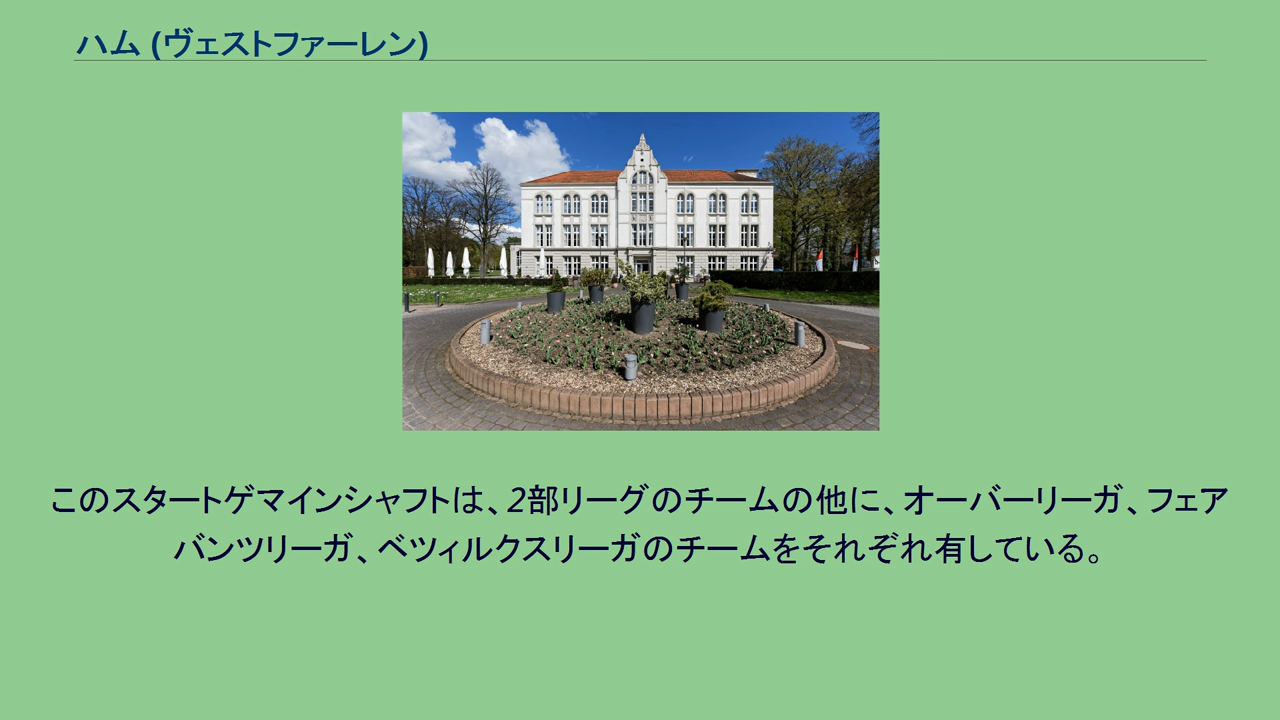 ハム (ヴェストファーレン)
このスタートゲマインシャフトは、2部リーグのチームの他に、オーバーリーガ、フェア
バンツリーガ、ベツィルクスリーガのチームをそれぞれ有している。